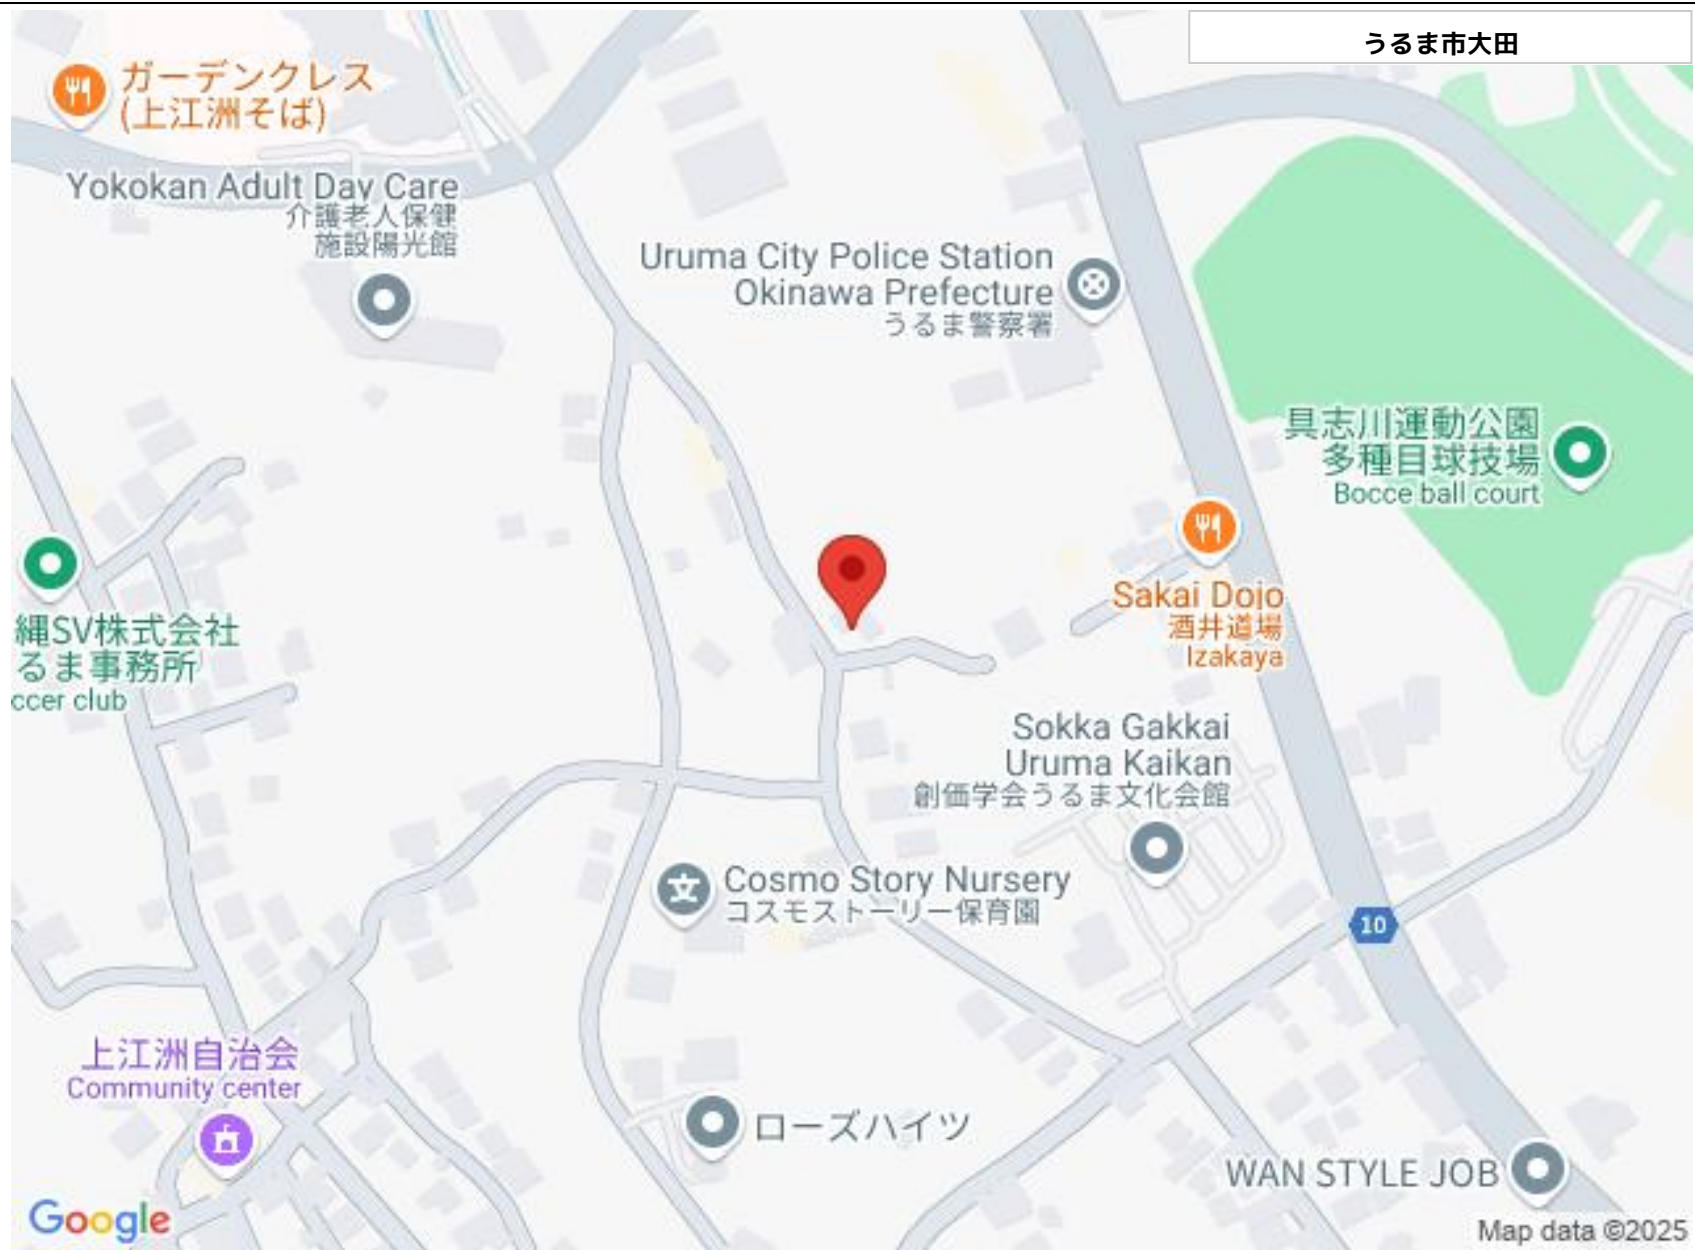 うるま市大田
ガーデンクレス
(上江洲そば)
Yokokan Adult Day Care
介護老人保健
施設陽光館
Uruma City Police Station
Okinawa Prefecture
うるま警察署
具志川運動公園
多種目球技場
Bocce ball court
縄SV株式会社
るま事務所
ccer club
Sakai Dojo
酒井道場
Izakaya
Sokka Gakkai
Uruma Kaikan
創価学会うるま文化会館
Cosmo Story Nursery
コスモストーリー保育園
10
上江洲自治会
Community center
ローズハイツ
WAN STYLE JOB
Google
Map data ©2025